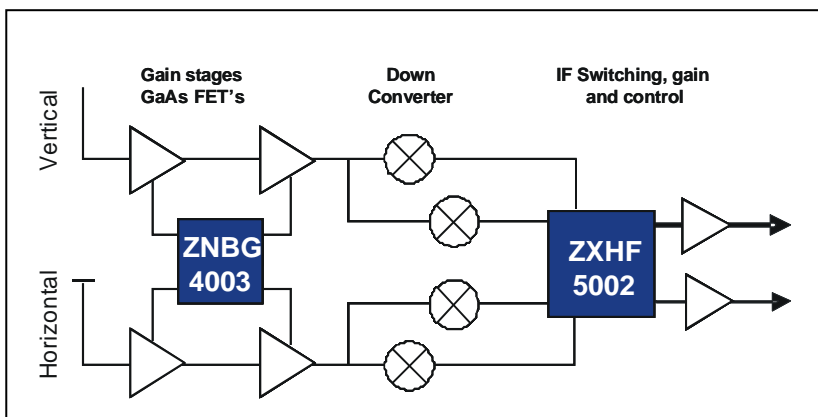 Gain stages
GaAs FET's
Down
Converter
IF Switching, gain
and control
Vertical
ZNBG
4003
ZXHF
5002
Horizontal